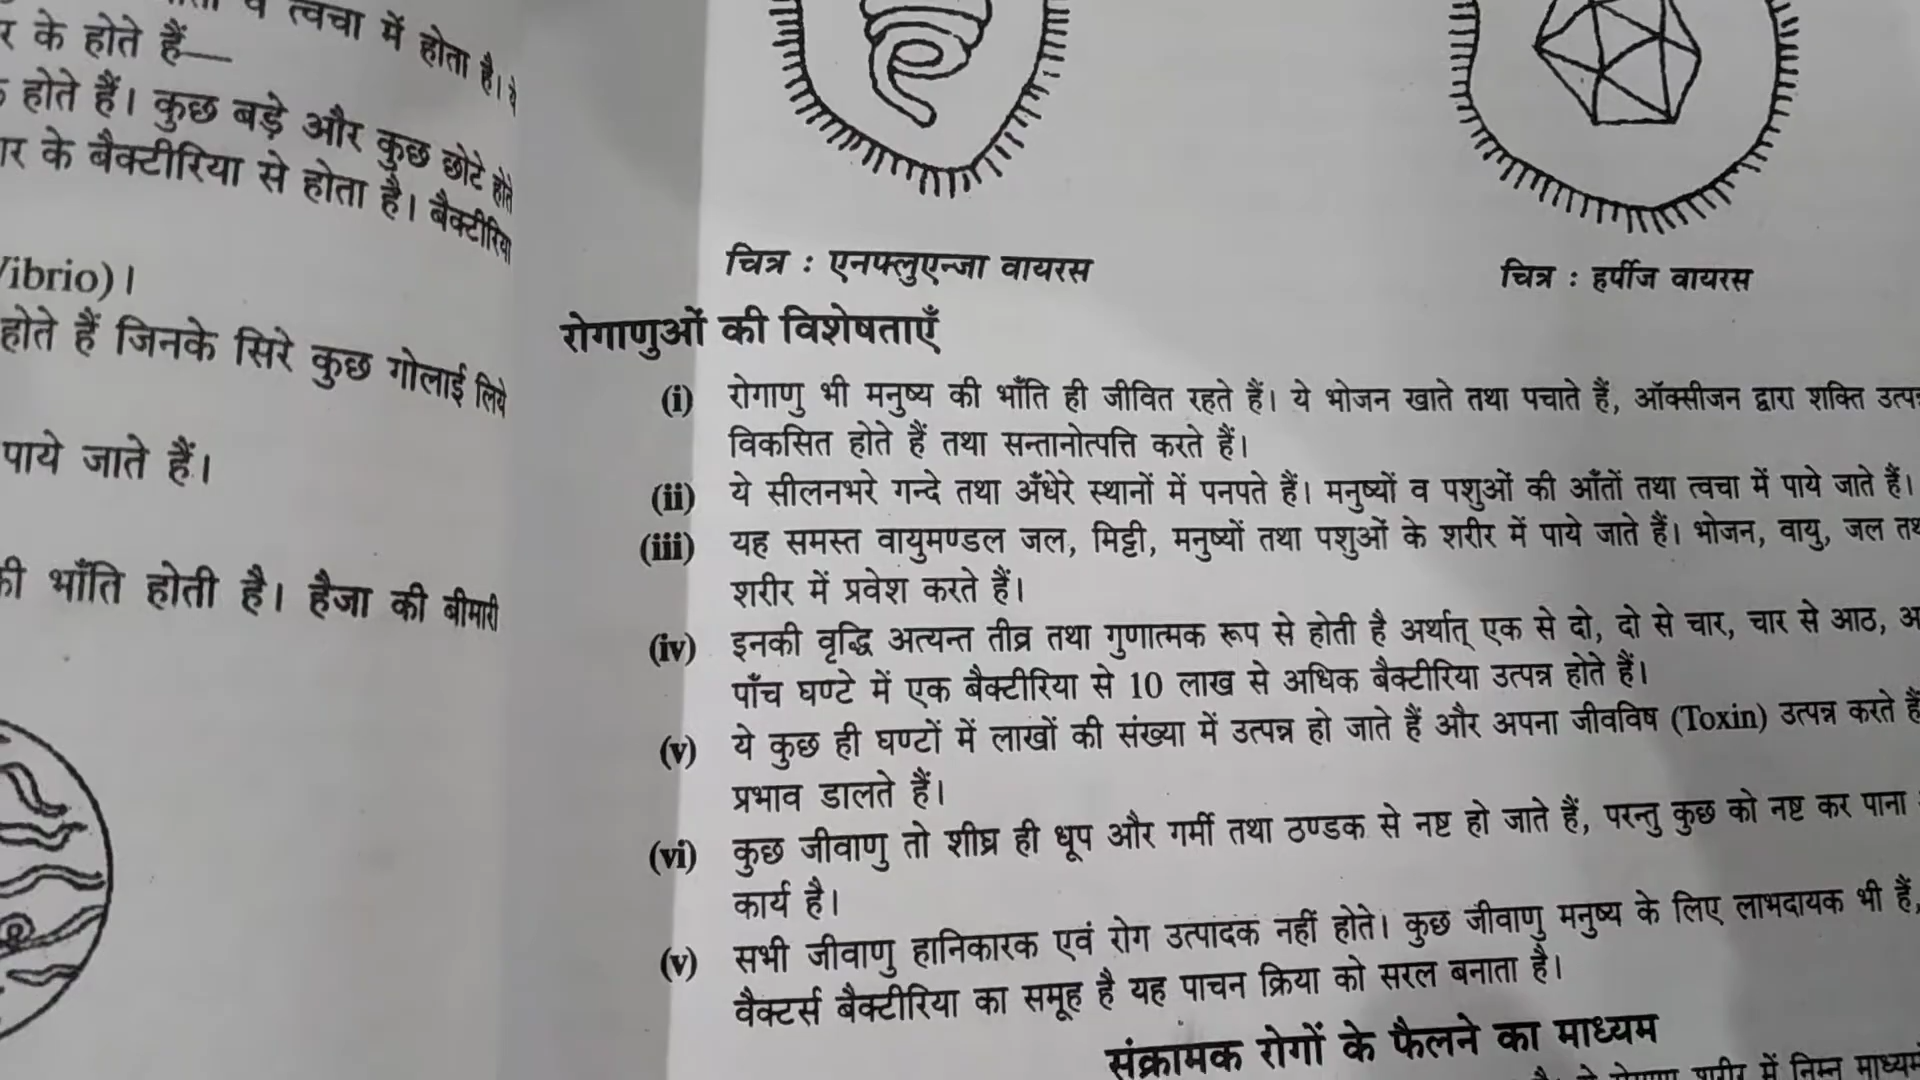 व त्वचा में होता है। ये
र के होते हैं—
होते हैं। कुछ बड़े और कुछ छोटे होते
के बैक्टीरिया से होता है। बैक्टीरिया
Vibrio)।
होते हैं जिनके सिरे कुछ गोलाई लिये
पाये जाते हैं।
की भाँति होती है। हैजा की बीमारी
चित्र : एनफ्लुएन्जा वायरस
चित्र : हर्पीज वायरस
रोगाणुओं की विशेषताएँ
(i) रोगाणु भी मनुष्य की भाँति ही जीवित रहते हैं। ये भोजन खाते तथा पचाते हैं, ऑक्सीजन द्वारा शक्ति
विकसित होते हैं तथा सन्तानोत्पत्ति करते हैं।
(ii) ये सीलनभरे गन्दे तथा अँधेरे स्थानों में पनपते हैं। मनुष्यों व पशुओं की आँतों तथा त्वचा में पाये जाते हैं।
(iii) यह समस्त वायुमण्डल जल, मिट्टी, मनुष्यों तथा पशुओं के शरीर में पाये जाते हैं। भोजन, वायु, जल
शरीर में प्रवेश करते हैं।
(iv) इनकी वृद्धि अत्यन्त तीव्र तथा गुणात्मक रूप से होती है अर्थात् एक से दो, दो से चार, चार से आठ,
पाँच घण्टे में एक बैक्टीरिया से 10 लाख से अधिक बैक्टीरिया उत्पन्न होते हैं।
(v) ये कुछ ही घण्टों में लाखों की संख्या में उत्पन्न हो जाते हैं और अपना जीवविष (Toxin) उत्पन्न करते हैं
प्रभाव डालते हैं।
(vi) कुछ जीवाणु तो शीघ्र ही धूप और गर्मी तथा ठण्डक से नष्ट हो जाते हैं, परन्तु कुछ को नष्ट कर पाना
कार्य है।
(v) सभी जीवाणु हानिकारक एवं रोग उत्पादक नहीं होते। कुछ जीवाणु मनुष्य के लिए लाभदायक भी हैं,
वैक्टर्स बैक्टीरिया का समूह है यह पाचन क्रिया को सरल बनाता है।
संक्रामक रोगों के फैलने का माध्यम
रोगाणु शरीर में निम्न